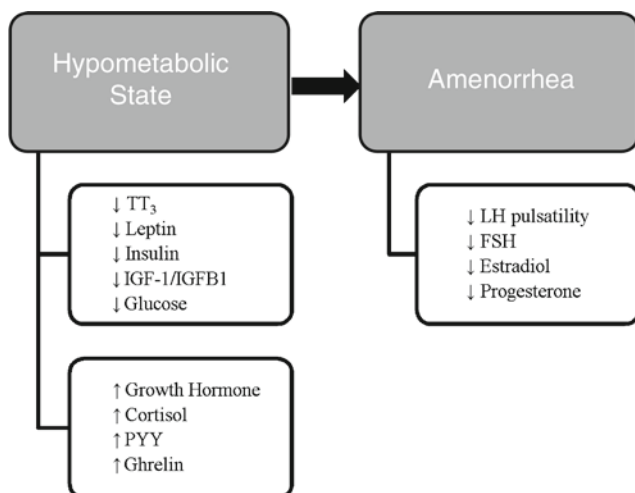 Hypometabolic
State
Amenorrhea
↓ TT₃
↓ Leptin
↓ Insulin
↓ IGF-1/IGFB1
↓ Glucose
↓ LH pulsatility
↓ FSH
↓ Estradiol
↓ Progesterone
↑ Growth Hormone
↑ Cortisol
↑ PYY
↑ Ghrelin